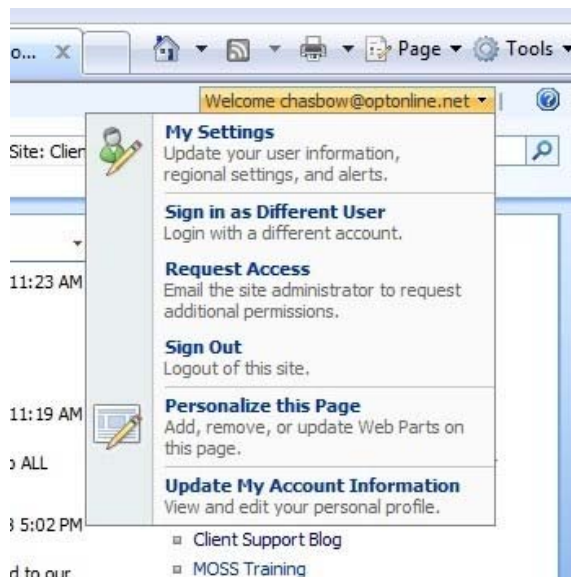 o...
Page
Tools
Welcome chasbow@optonline.net
My Settings
Update your user information,
regional settings, and alerts.
Site: Clier
Sign in as Different User
Login with a different account.
Request Access
11:23 AM
Email the site administrator to request
additional permissions.
Sign Out
Logout of this site.
Personalize this Page
11:19 AM
Add, remove, or update Web Parts on
this page.
ALL
Update My Account Information
View and edit your personal profile.
5:02 PM
Client Support Blog
MOSS Training
d to our